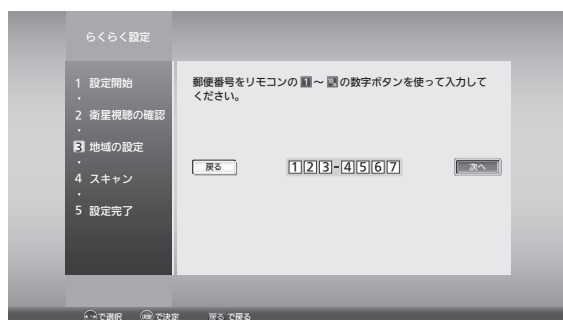 らくらく設定
1 設定開始
2 衛星視聴の確認
3 地域の設定
4 スキャン
5 設定完了
郵便番号をリモコンの 1 ～ の数字ボタンを使って入力して
ください。
戻る 123-4567 次へ
で選択 で決定 戻る で戻る